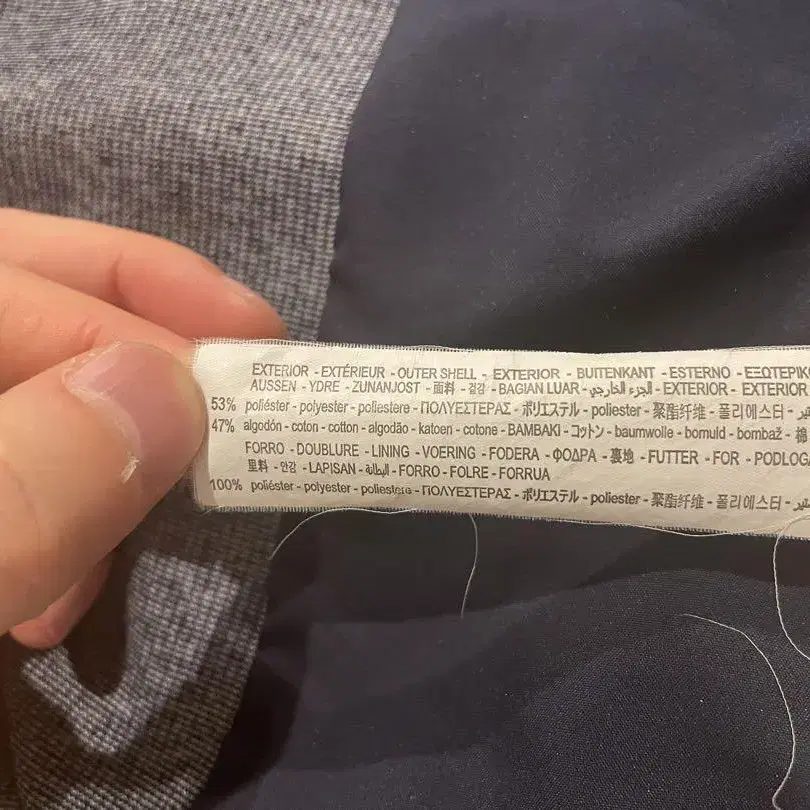 EXTERIOR - EXTÉRIEUR - OUTER SHELL - EXTERIOR - BUITENKANT - ESTERNO - ΕΞΩΤΕΡΙΚΟ
AUSSEN - YDRE - ZUNANJOST - 面料 - 겉감 - BAGIAN LUAR - الجزء الخارجي - EXTERIOR - EXTERIOR
53% poliéster - polyester - poliestere - ΠΟΛΥΕΣΤΕΡΑΣ - ポリエステル - poliester - 聚酯纤维 - 폴리에스터 -
47% algodón - coton - cotton - algodão - katoen - cotone - BAMBAKI - コットン - baumwolle - bomuld - bombaž - 棉
FORRO - DOUBLURE - LINING - VOERING - FODERA - ΦΟΔΡΑ - 裏地 - FUTTER - FOR - PODLOGA
里料 - 안감 - LAPISAN - البطانة - FORRO - FOLRE - FORRUA
100% poliéster - polyester - poliestere - ΠΟΛΥΕΣΤΕΡΑΣ - ポリエステル - poliester - 聚酯纤维 - 폴리에스터 -